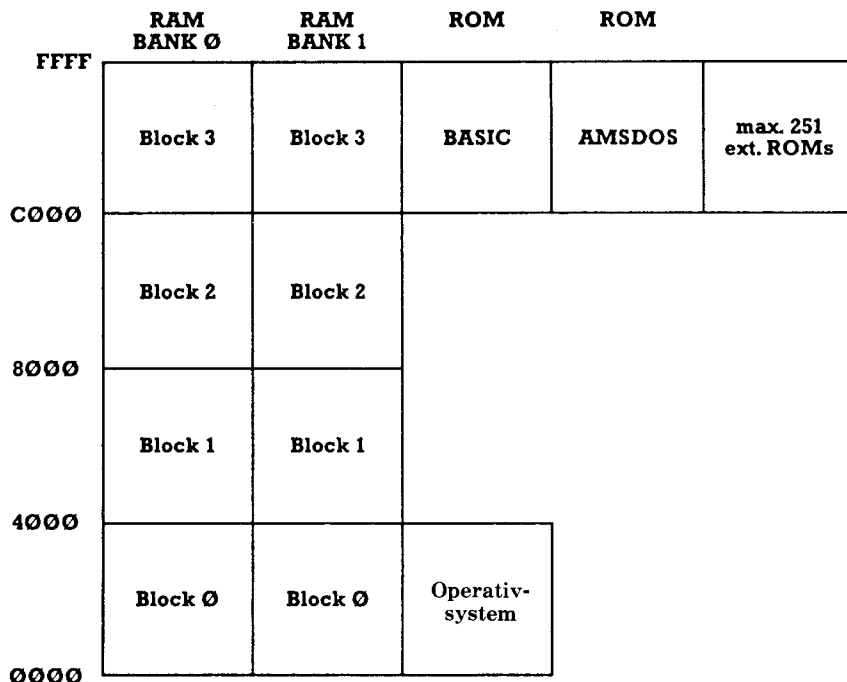 RAM BANK Ø
RAM BANK 1
ROM
ROM
FFFF
Block 3
Block 3
BASIC
AMSDOS
max. 251
ext. ROMs
CØØØ
Block 2
Block 2
8ØØØ
Block 1
Block 1
4ØØØ
Block Ø
Block Ø
Operativ-
system
ØØØØ